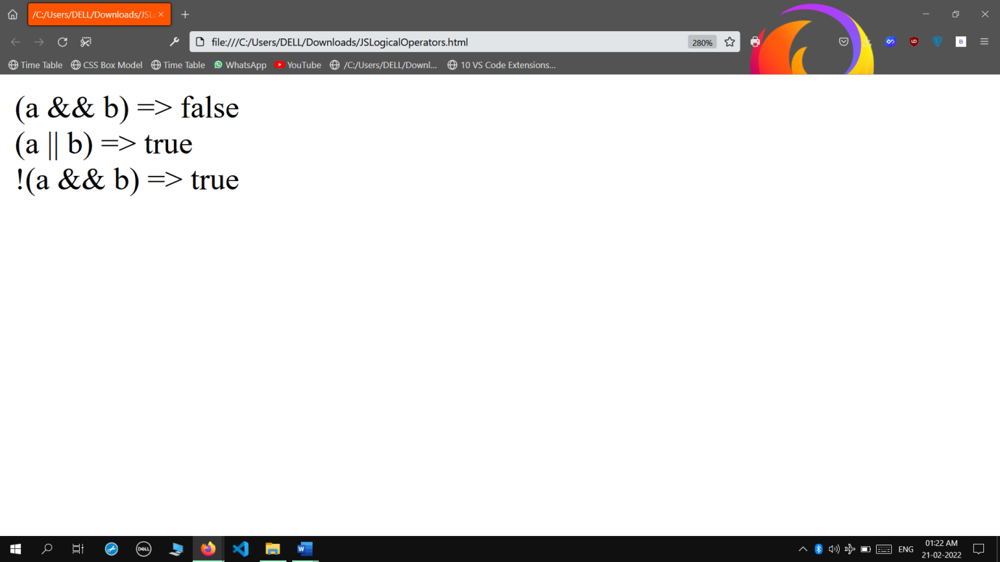 /C:/Users/DELL/Downloads/JSL
file:///C:/Users/DELL/Downloads/JSLogicalOperators.html
280%
Time Table
CSS Box Model
Time Table
WhatsApp
YouTube
/C:/Users/DELL/Downl...
10 VS Code Extensions...
(a && b) => false
(a || b) => true
!(a && b) => true
DELL
W
ENG
01:22 AM
21-02-2022